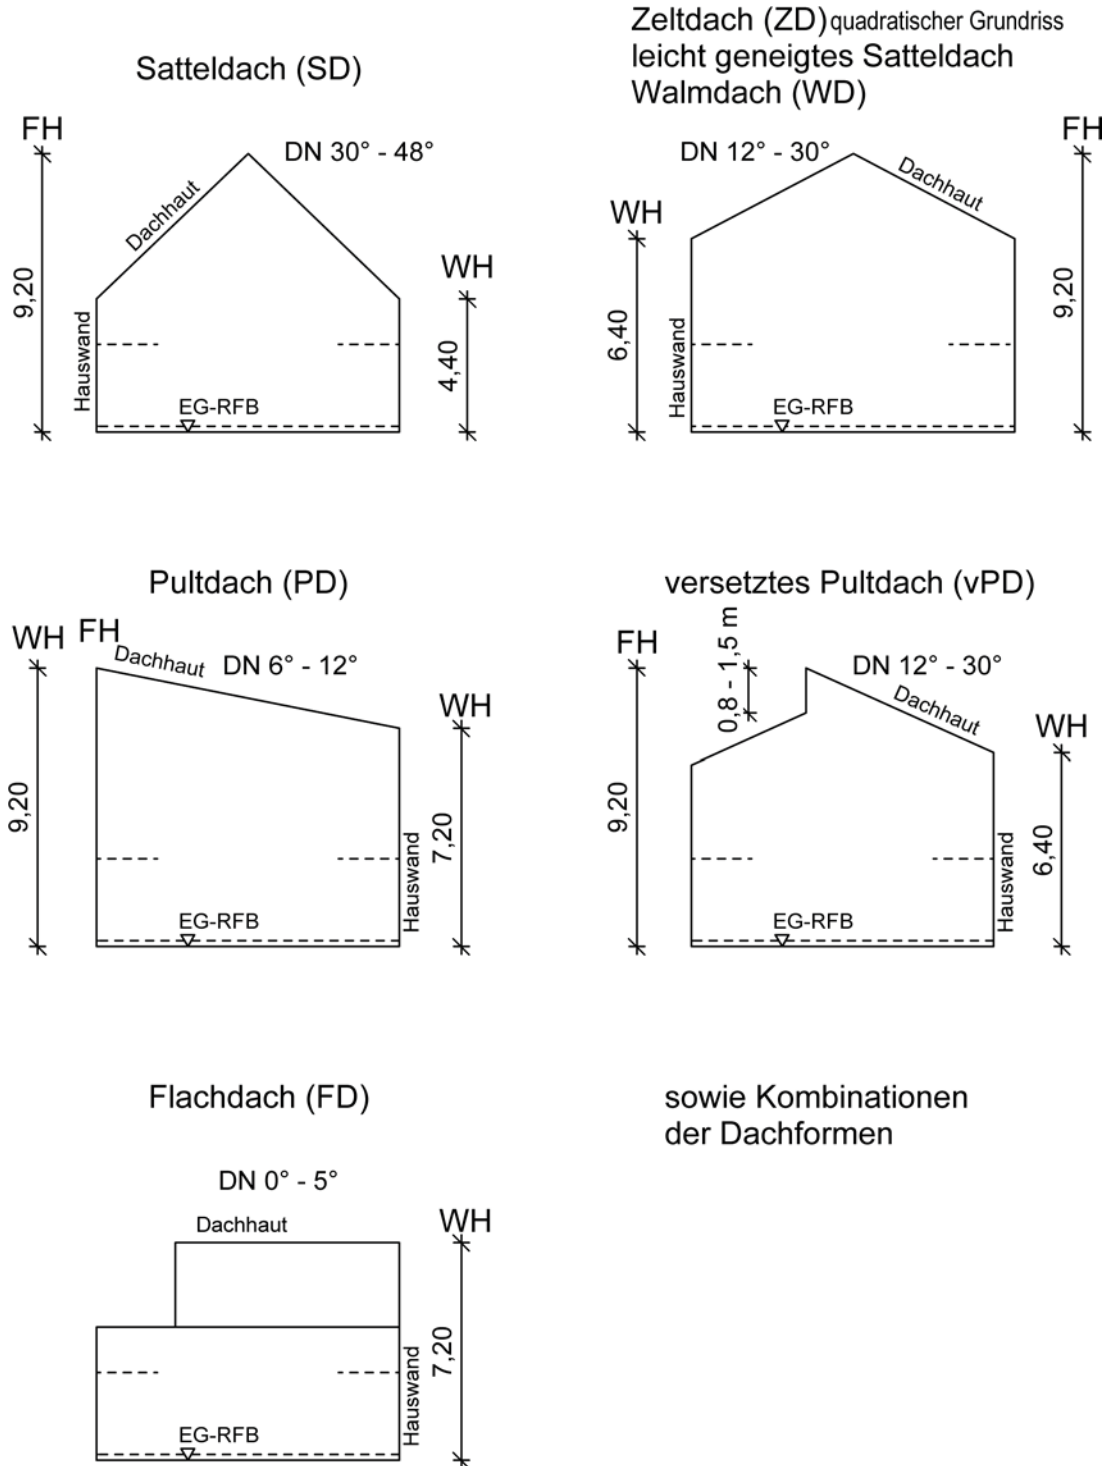 Satteldach (SD)
FH
DN 30° - 48°
Dachhaut
9,20
WH
4,40
Hauswand
EG-RFB
Zeltdach (ZD) quadratischer Grundriss
leicht geneigtes Satteldach
Walmdach (WD)
FH
DN 12° - 30°
Dachhaut
WH
6,40
9,20
Hauswand
EG-RFB
Pultdach (PD)
WH FH
Dachhaut DN 6° - 12°
WH
9,20
7,20
Hauswand
EG-RFB
versetztes Pultdach (vPD)
FH
0,8 - 1,5 m
DN 12° - 30°
Dachhaut
WH
9,20
6,40
Hauswand
EG-RFB
Flachdach (FD)
DN 0° - 5°
Dachhaut
WH
7,20
Hauswand
EG-RFB
sowie Kombinationen
der Dachformen